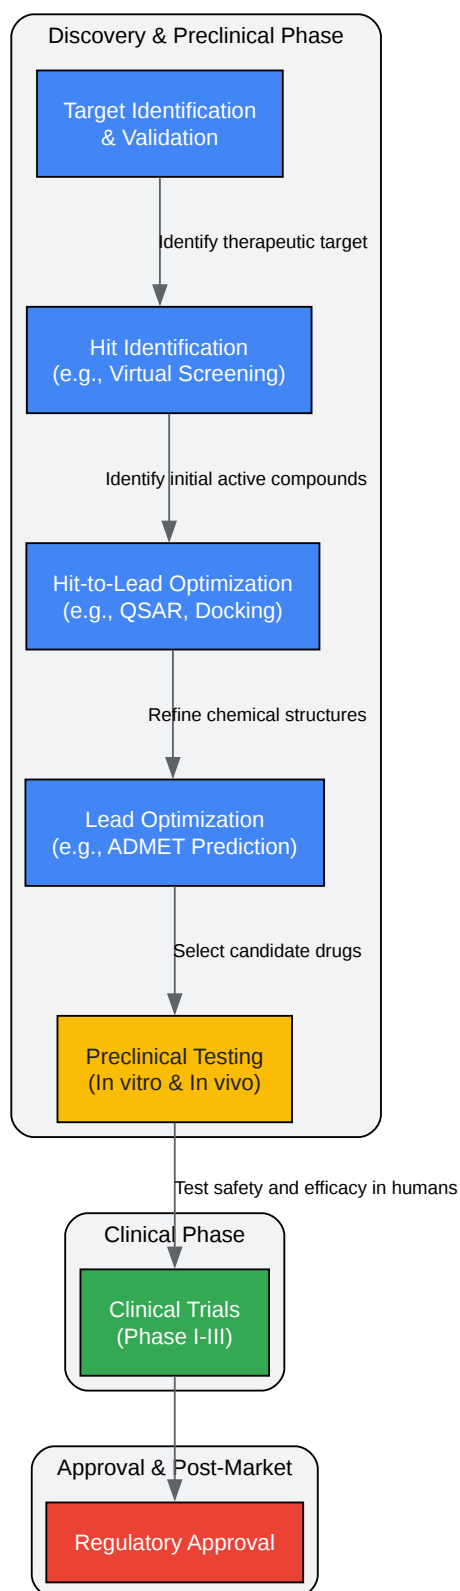 Discovery & Preclinical Phase
Target Identification
& Validation
Identify therapeutic target
Hit Identification
(e.g., Virtual Screening)
Identify initial active compounds
Hit-to-Lead Optimization
(e.g., QSAR, Docking)
Refine chemical structures
Lead Optimization
(e.g., ADMET Prediction)
Select candidate drugs
Preclinical Testing
(In vitro & In vivo)
Test safety and efficacy in humans
Clinical Phase
Clinical Trials
(Phase I-III)
Approval & Post-Market
Regulatory Approval